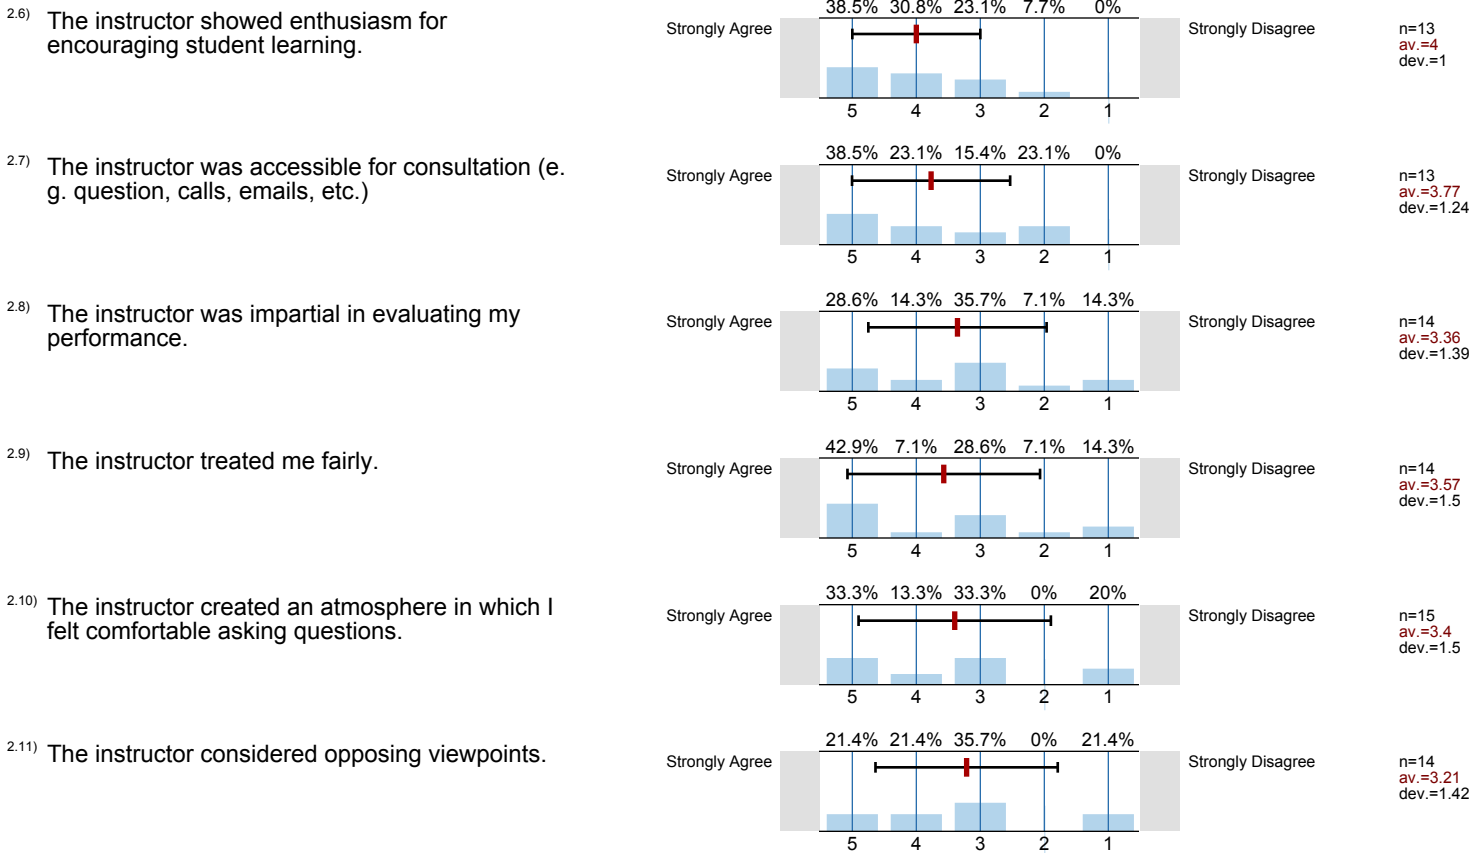 2.6) The instructor showed enthusiasm for
encouraging student learning.
38.5% 30.8% 23.1% 7.7% 0%
Strongly Agree
Strongly Disagree
n=13
av.=4
dev.=1
5 4 3 2 1
2.7) The instructor was accessible for consultation (e.
g. question, calls, emails, etc.)
38.5% 23.1% 15.4% 23.1% 0%
Strongly Agree
Strongly Disagree
n=13
av.=3.77
dev.=1.24
5 4 3 2 1
2.8) The instructor was impartial in evaluating my
performance.
28.6% 14.3% 35.7% 7.1% 14.3%
Strongly Agree
Strongly Disagree
n=14
av.=3.36
dev.=1.39
5 4 3 2 1
2.9) The instructor treated me fairly.
42.9% 7.1% 28.6% 7.1% 14.3%
Strongly Agree
Strongly Disagree
n=14
av.=3.57
dev.=1.5
5 4 3 2 1
2.10) The instructor created an atmosphere in which I
felt comfortable asking questions.
33.3% 13.3% 33.3% 0% 20%
Strongly Agree
Strongly Disagree
n=15
av.=3.4
dev.=1.5
5 4 3 2 1
2.11) The instructor considered opposing viewpoints.
21.4% 21.4% 35.7% 0% 21.4%
Strongly Agree
Strongly Disagree
n=14
av.=3.21
dev.=1.42
5 4 3 2 1